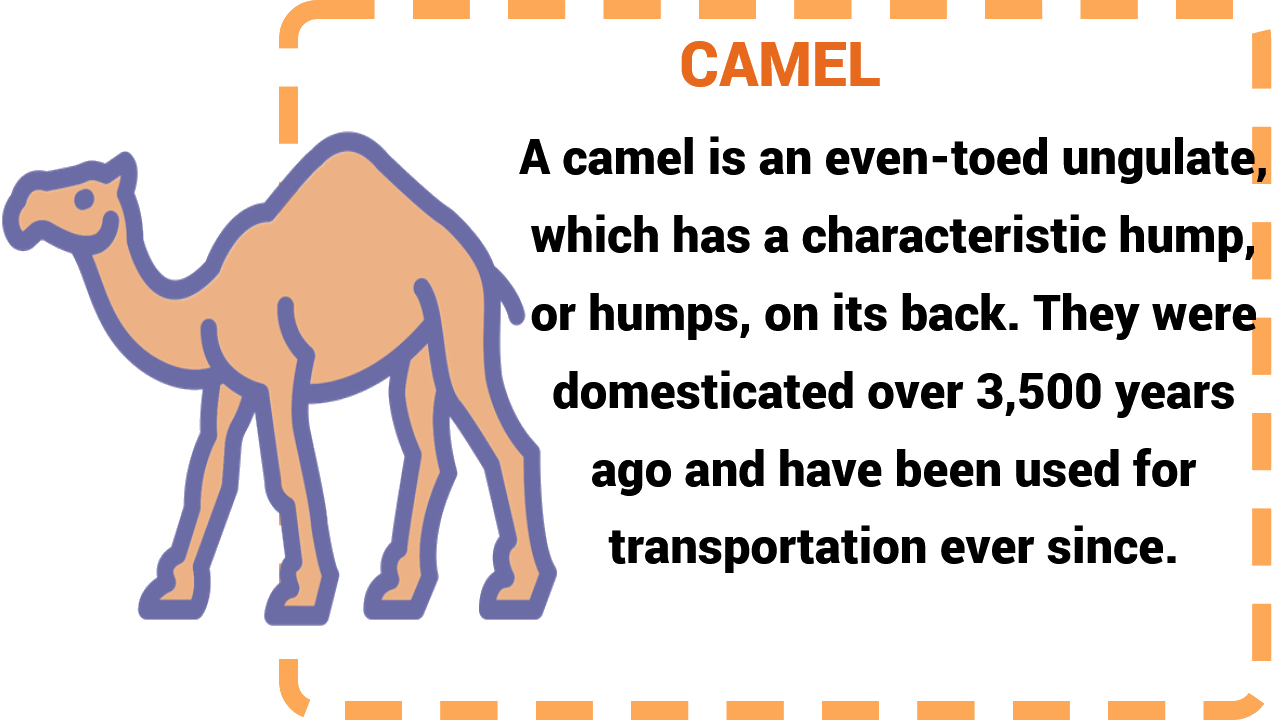 CAMEL
A camel is an even-toed ungulate,
which has a characteristic hump,
or humps, on its back. They were
domesticated over 3,500 years
ago and have been used for
transportation ever since.